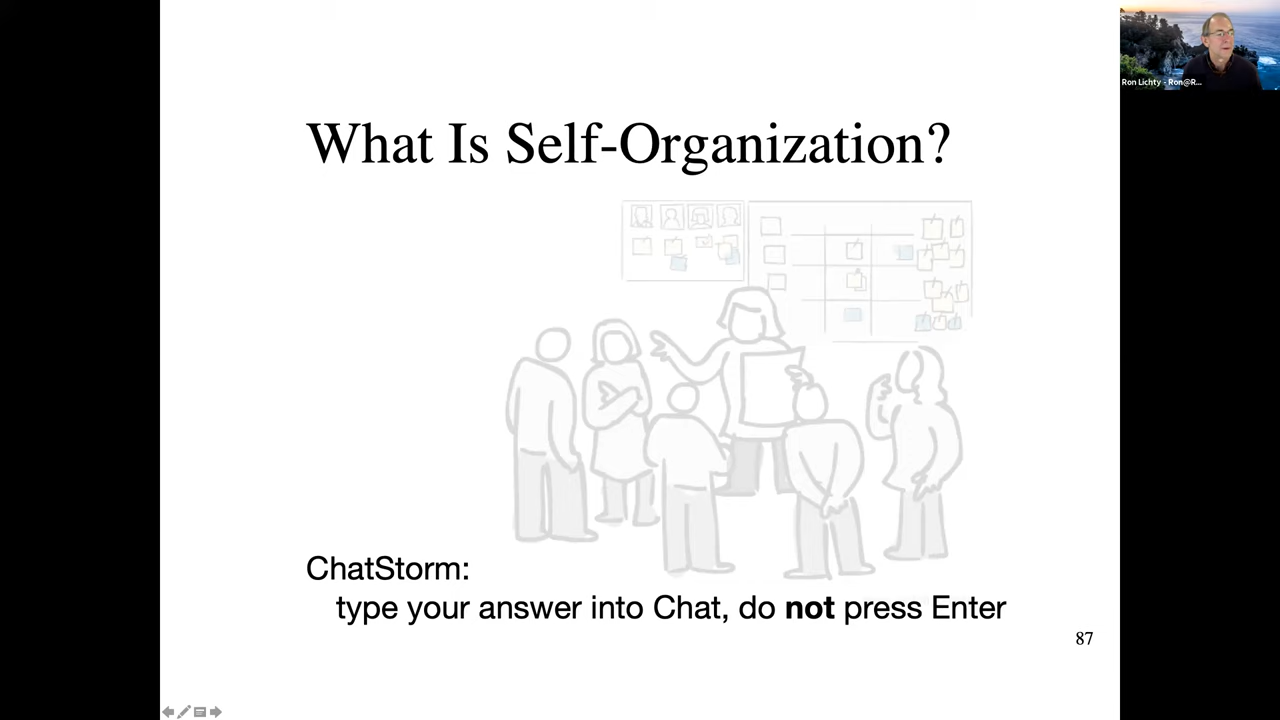 What Is Self-Organization?
ChatStorm:
type your answer into Chat, do not press Enter
87
Ron Lichty - Ron@R...